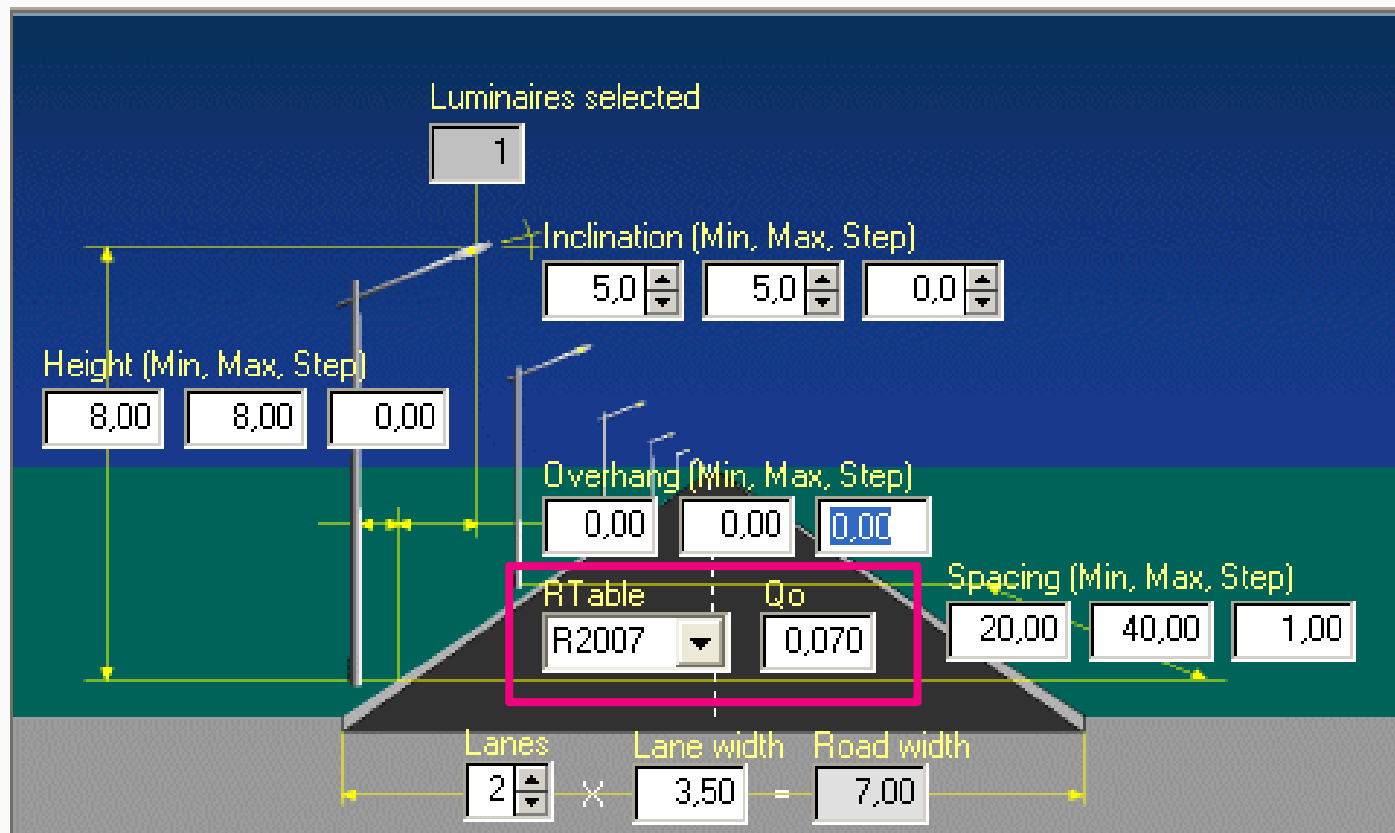 Luminaires selected
1
Inclination (Min, Max, Step)
5,0 5,0 0,0
Height (Min, Max, Step)
8,00 8,00 0,00
Overhang (Min, Max, Step)
0,00 0,00 0,00
RTable Qo
R2007 0,070
Spacing (Min, Max, Step)
20,00 40,00 1,00
Lanes Lane width Road width
2 X 3,50 = 7,00